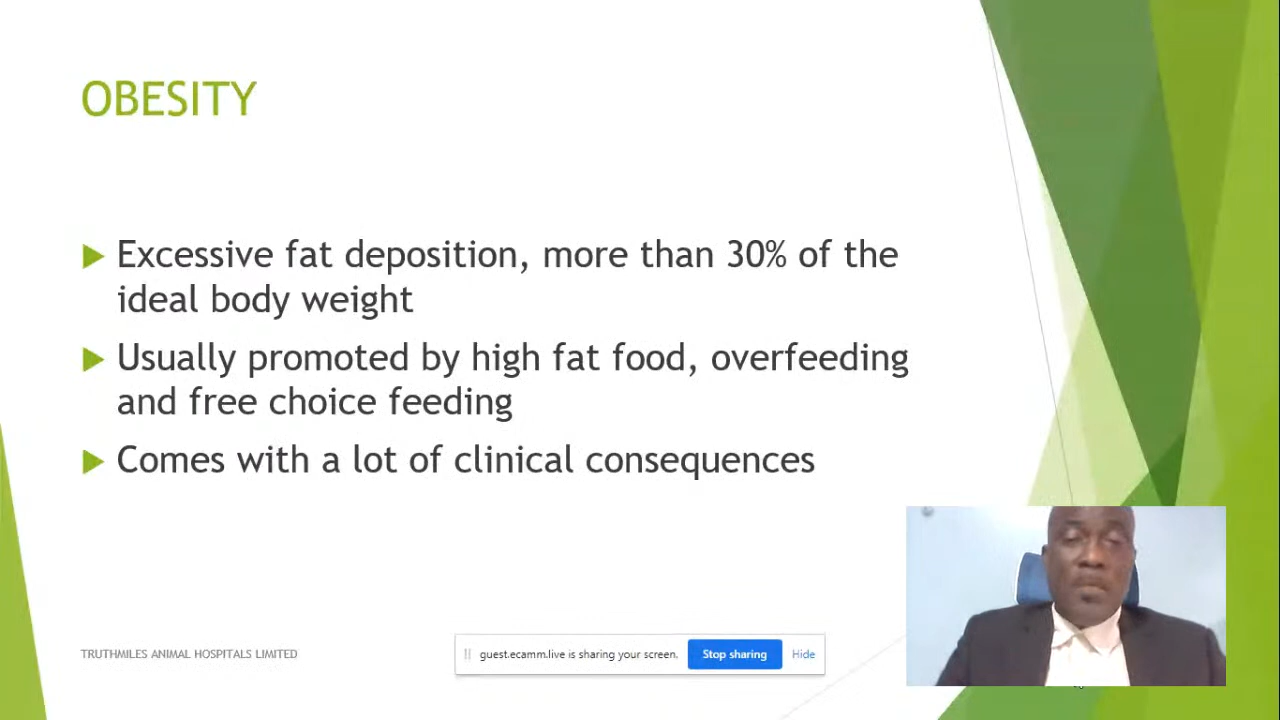 OBESITY
Excessive fat deposition, more than 30% of the
ideal body weight
Usually promoted by high fat food, overfeeding
and free choice feeding
Comes with a lot of clinical consequences
TRUTHMILES ANIMAL HOSPITALS LIMITED
guest.ecamm.live is sharing your screen.
Stop sharing
Hide